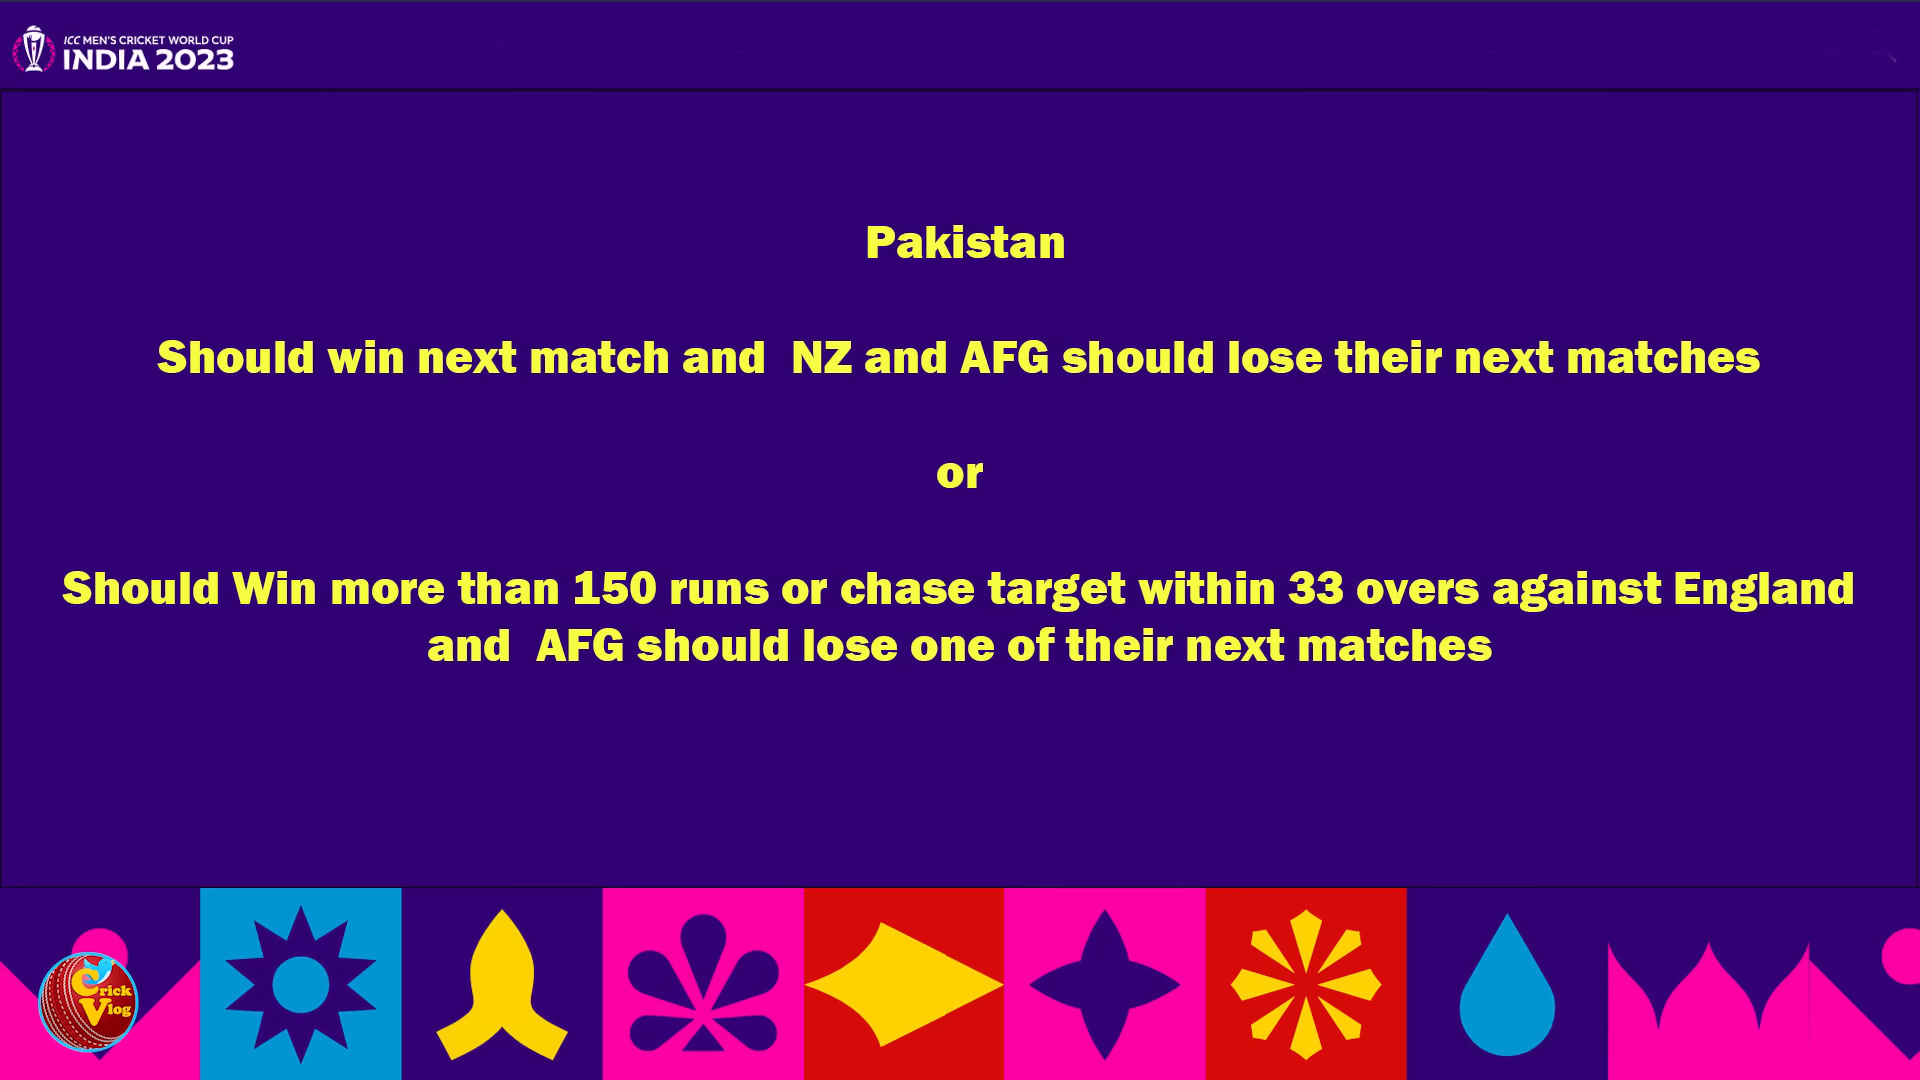 ICC MEN'S CRICKET WORLD CUP
INDIA 2023
Pakistan
Should win next match and  NZ and AFG should lose their next matches
or
Should Win more than 150 runs or chase target within 33 overs against England
and  AFG should lose one of their next matches
Crick
Vlog